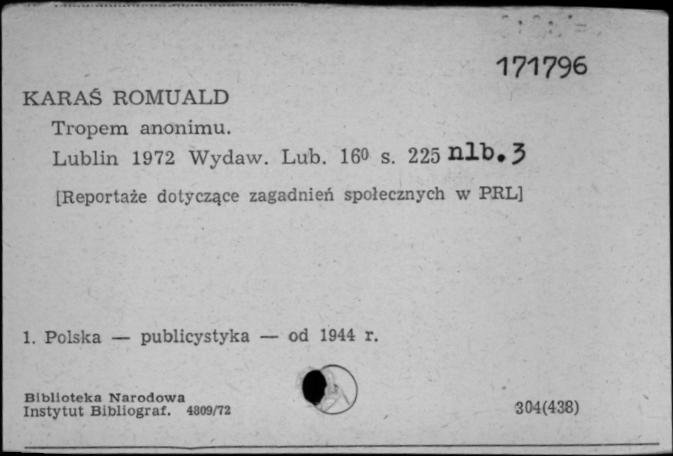 171796
KARAŚ ROMUALD
Tropem anonimu.
Lublin 1972 Wydaw. Lub. 16⁰ s. 225 nlb. 3
[Reportaże dotyczące zagadnień społecznych w PRL]
1. Polska — publicystyka — od 1944 r.
Biblioteka Narodowa
Instytut Bibliograf. 4809/72
304(438)